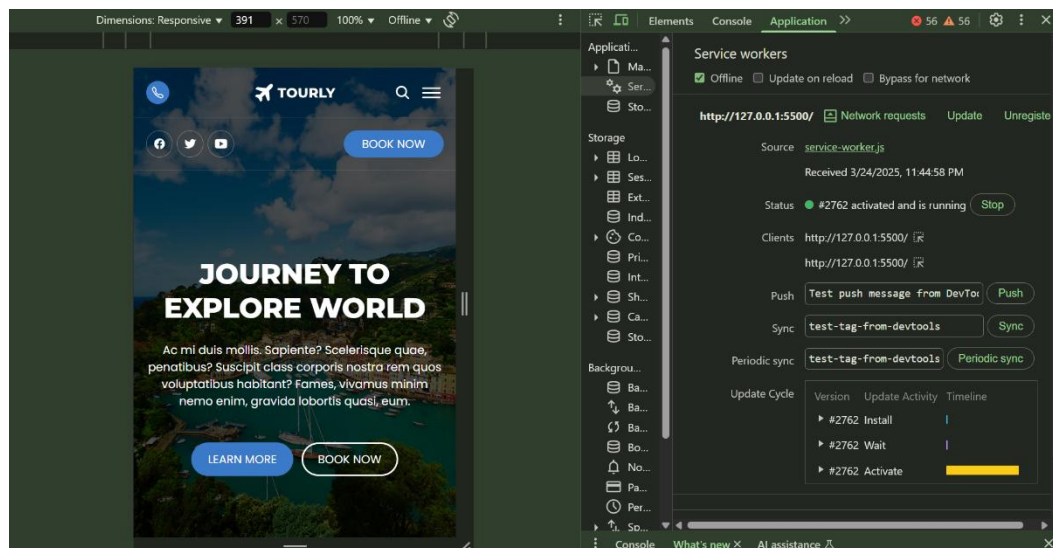 Dimensions: Responsive ▼ 391 × 570 100% ▼ Offline ▼
Elements Console Application 56 56
TOURLY
BOOK NOW
JOURNEY TO
EXPLORE WORLD
Ac mi duis mollis. Sapiente? Scelerisque quae,
penatibus? Suscipit class corporis nostra rem quos
voluptatibus habitant? Fames, vivamus minim
nemo enim, gravida lobortis quasi, eum.
LEARN MORE BOOK NOW
Applicati...
Ma...
Ser...
Sto...
Storage
Lo...
Ses...
Ext...
Ind...
Co...
Pri...
Int...
Sh...
Ca...
Sto...
Backgrou...
Ba...
Ba...
Ba...
Bo...
No...
Pa...
Per...
Sp...
Service workers
Offline Update on reload Bypass for network
http://127.0.0.1:5500/ Network requests Update Unregiste
Source service-worker.js
Received 3/24/2025, 11:44:58 PM
Status #2762 activated and is running Stop
Clients http://127.0.0.1:5500/
http://127.0.0.1:5500/
Push Test push message from DevToo Push
Sync test-tag-from-devtools Sync
Periodic sync test-tag-from-devtools Periodic sync
Update Cycle Version Update Activity Timeline
#2762 Install
#2762 Wait
#2762 Activate
Console What's new × AI assistance